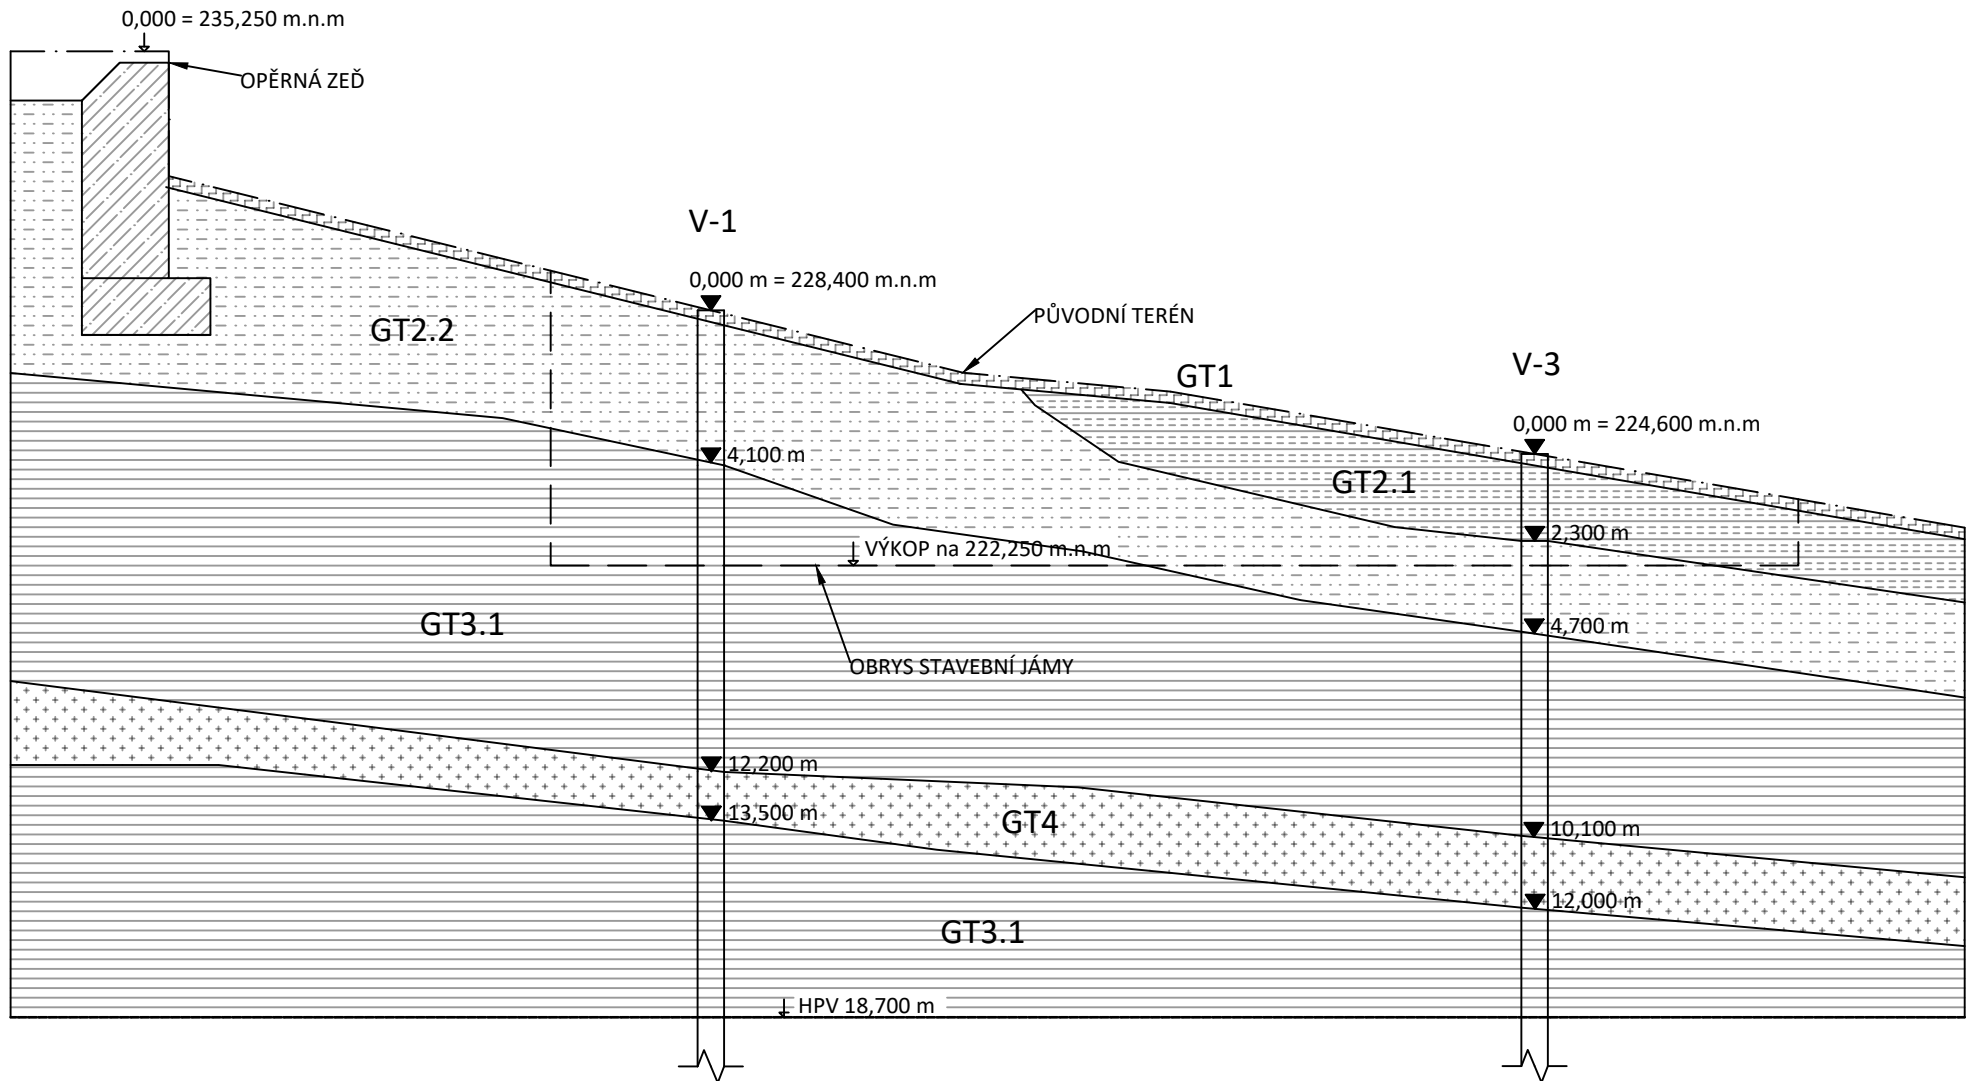 0,000 = 235,250 m.n.m
OPĚRNÁ ZEĎ
V-1
0,000 m = 228,400 m.n.m
GT2.2
PŮVODNÍ TERÉN
GT1
V-3
0,000 m = 224,600 m.n.m
4,100 m
GT2.1
2,300 m
VÝKOP na 222,250 m.n.m
GT3.1
4,700 m
OBRYS STAVEBNÍ JÁMY
12,200 m
13,500 m
GT4
10,100 m
12,000 m
GT3.1
HPV 18,700 m